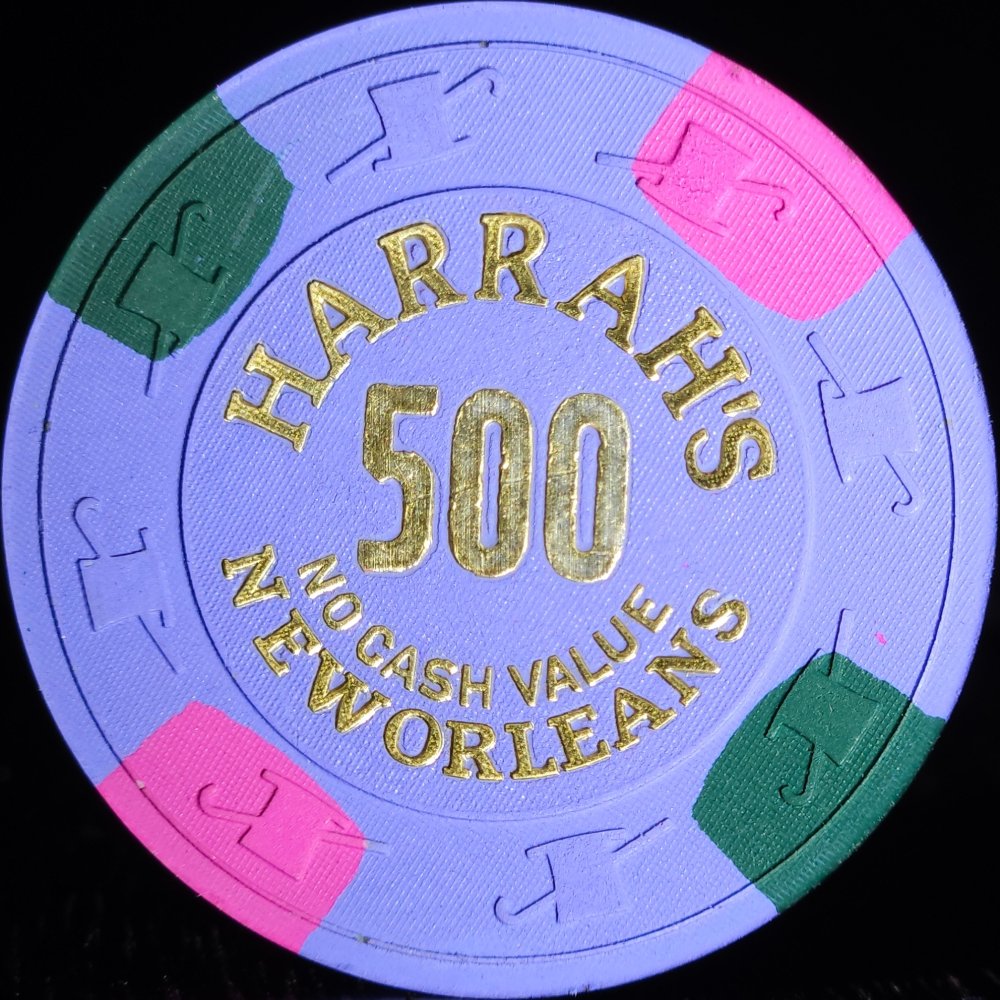 HARRAH'S
500
NO CASH VALUE
NEW ORLEANS